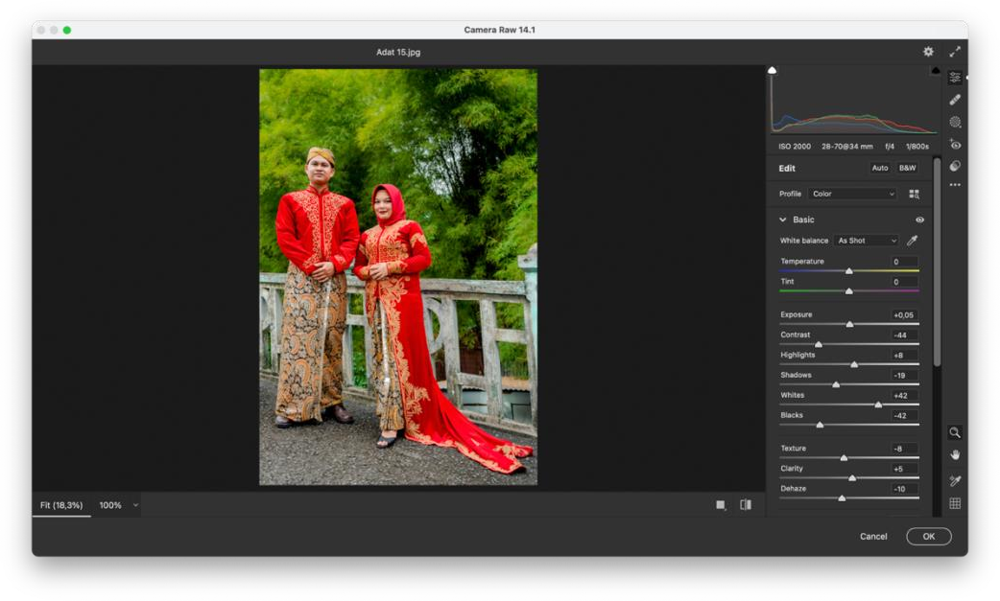 Camera Raw 14.1
Adat 15.jpg
ISO 2000 28-70@34 mm f/4 1/800s
Edit Auto B&W
Profile Color
Basic
White balance As Shot
Temperature 0
Tint 0
Exposure +0,05
Contrast -44
Highlights +8
Shadows -19
Whites +42
Blacks -42
Texture -8
Clarity +5
Dehaze -10
Fit (18,3%) 100%
Cancel OK